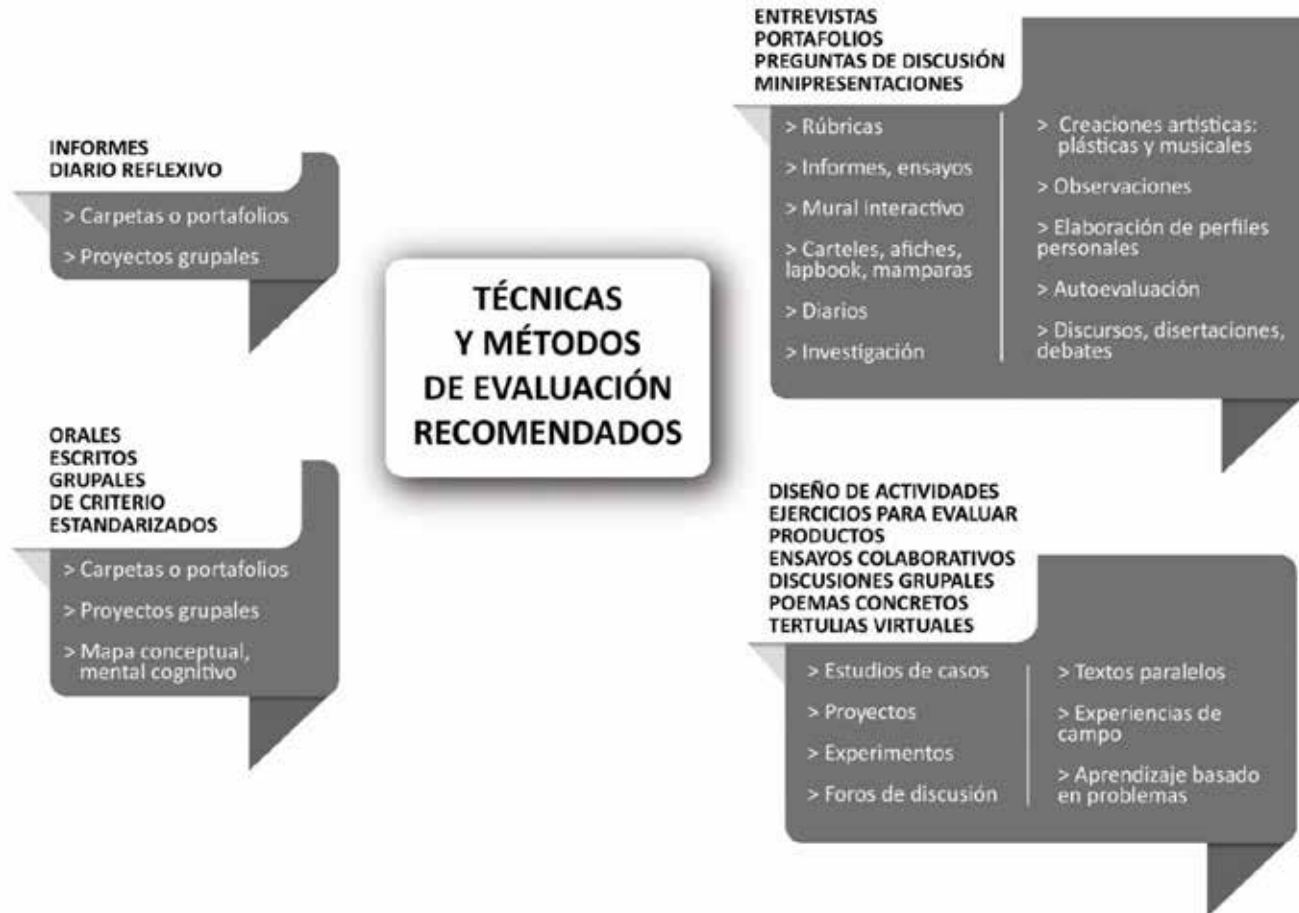 INFORMES
DIARIO REFLEXIVO
> Carpetas o portafolios
> Proyectos grupales
ORALES
ESCRITOS
GRUPALES
DE CRITERIO
ESTANDARIZADOS
> Carpetas o portafolios
> Proyectos grupales
> Mapa conceptual,
mental cognitivo
TÉCNICAS
Y MÉTODOS
DE EVALUACIÓN
RECOMENDADOS
ENTREVISTAS
PORTAFOLIOS
PREGUNTAS DE DISCUSIÓN
MINIPRESENTACIONES
> Rúbricas
> Informes, ensayos
> Mural interactivo
> Carteles, afiches,
lapbook, mamparas
> Diarios
> Investigación
> Creaciones artísticas:
plásticas y musicales
> Observaciones
> Elaboración de perfiles
personales
> Autoevaluación
> Discursos, disertaciones,
debates
DISEÑO DE ACTIVIDADES
EJERCICIOS PARA EVALUAR
PRODUCTOS
ENSAYOS COLABORATIVOS
DISCUSIONES GRUPALES
POEMAS CONCRETOS
TERTULIAS VIRTUALES
> Estudios de casos
> Proyectos
> Experimentos
> Foros de discusión
> Textos paralelos
> Experiencias de
campo
> Aprendizaje basado
en problemas